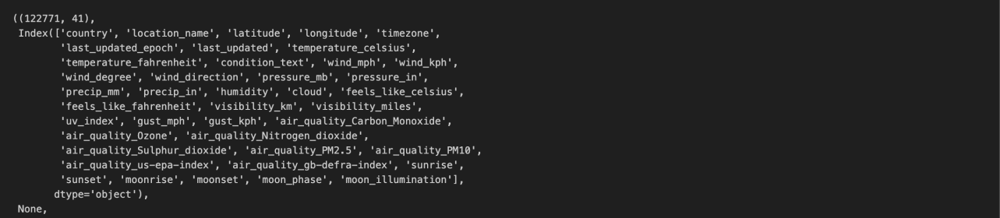 ((122771, 41),
Index(['country', 'location_name', 'latitude', 'longitude', 'timezone',
'last_updated_epoch', 'last_updated', 'temperature_celsius',
'temperature_fahrenheit', 'condition_text', 'wind_mph', 'wind_kph',
'wind_degree', 'wind_direction', 'pressure_mb', 'pressure_in',
'precip_mm', 'precip_in', 'humidity', 'cloud', 'feels_like_celsius',
'feels_like_fahrenheit', 'visibility_km', 'visibility_miles',
'uv_index', 'gust_mph', 'gust_kph', 'air_quality_Carbon_Monoxide',
'air_quality_Ozone', 'air_quality_Nitrogen_dioxide',
'air_quality_Sulphur_dioxide', 'air_quality_PM2.5', 'air_quality_PM10',
'air_quality_us-epa-index', 'air_quality_gb-defra-index', 'sunrise',
'sunset', 'moonrise', 'moonset', 'moon_phase', 'moon_illumination'],
dtype='object'),
None,